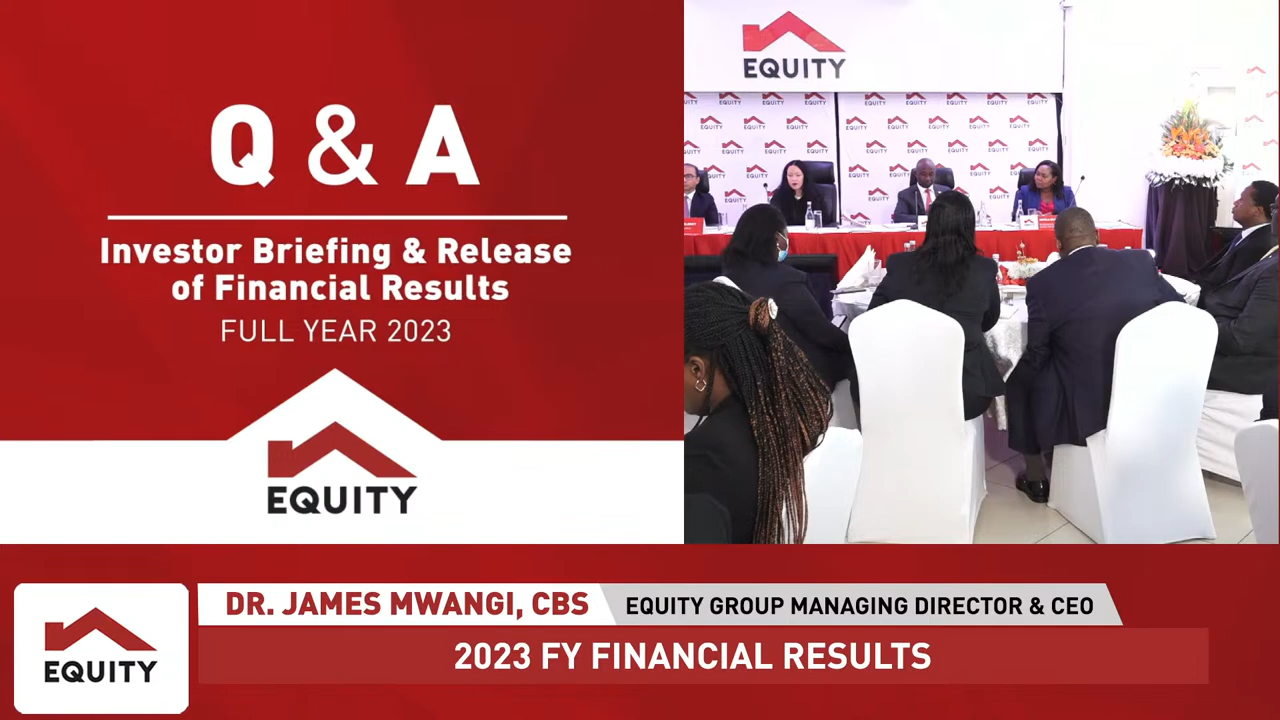 Q & A
Investor Briefing & Release
of Financial Results
FULL YEAR 2023
EQUITY
EQUITY
EQUITY
DR. JAMES MWANGI, CBS
EQUITY GROUP MANAGING DIRECTOR & CEO
2023 FY FINANCIAL RESULTS